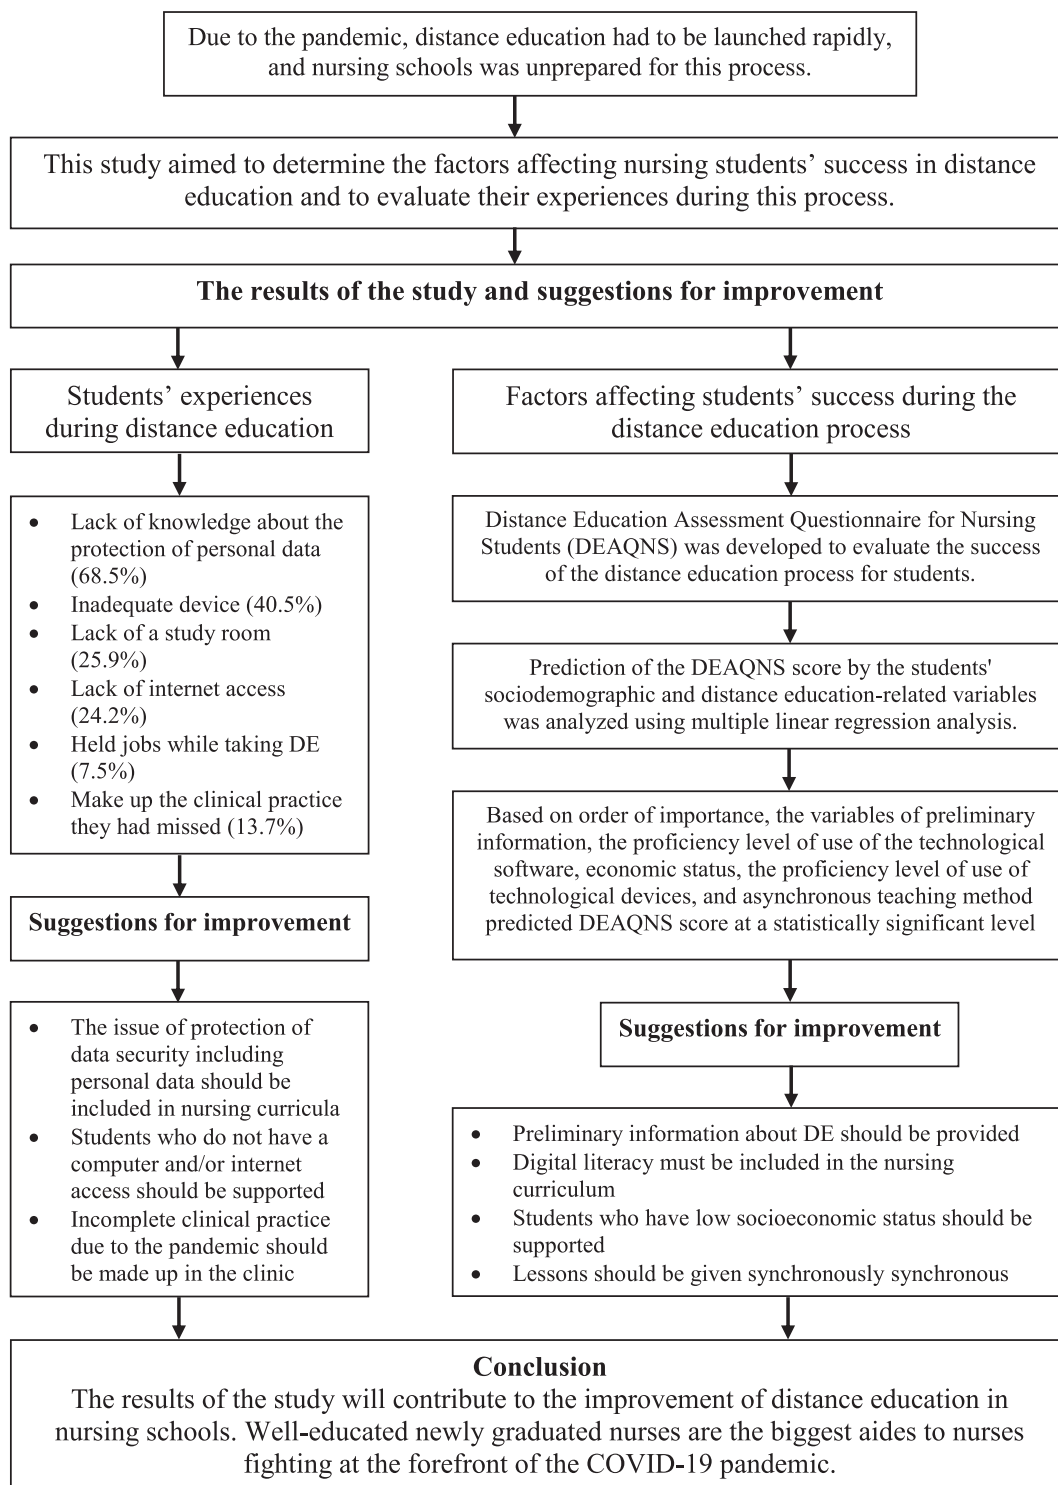 Due to the pandemic, distance education had to be launched rapidly,
and nursing schools was unprepared for this process.
This study aimed to determine the factors affecting nursing students’ success in distance
education and to evaluate their experiences during this process.
The results of the study and suggestions for improvement
Students’ experiences
during distance education
• Lack of knowledge about the
protection of personal data
(68.5%)
• Inadequate device (40.5%)
• Lack of a study room
(25.9%)
• Lack of internet access
(24.2%)
• Held jobs while taking DE
(7.5%)
• Make up the clinical practice
they had missed (13.7%)
Suggestions for improvement
• The issue of protection of
data security including
personal data should be
included in nursing curricula
• Students who do not have a
computer and/or internet
access should be supported
• Incomplete clinical practice
due to the pandemic should
be made up in the clinic
Factors affecting students’ success during the
distance education process
Distance Education Assessment Questionnaire for Nursing
Students (DEAQNS) was developed to evaluate the success
of the distance education process for students.
Prediction of the DEAQNS score by the students'
sociodemographic and distance education-related variables
was analyzed using multiple linear regression analysis.
Based on order of importance, the variables of preliminary
information, the proficiency level of use of the technological
software, economic status, the proficiency level of use of
technological devices, and asynchronous teaching method
predicted DEAQNS score at a statistically significant level
Suggestions for improvement
• Preliminary information about DE should be provided
• Digital literacy must be included in the nursing
curriculum
• Students who have low socioeconomic status should be
supported
• Lessons should be given synchronously synchronous
Conclusion
The results of the study will contribute to the improvement of distance education in
nursing schools. Well-educated newly graduated nurses are the biggest aides to nurses
fighting at the forefront of the COVID-19 pandemic.